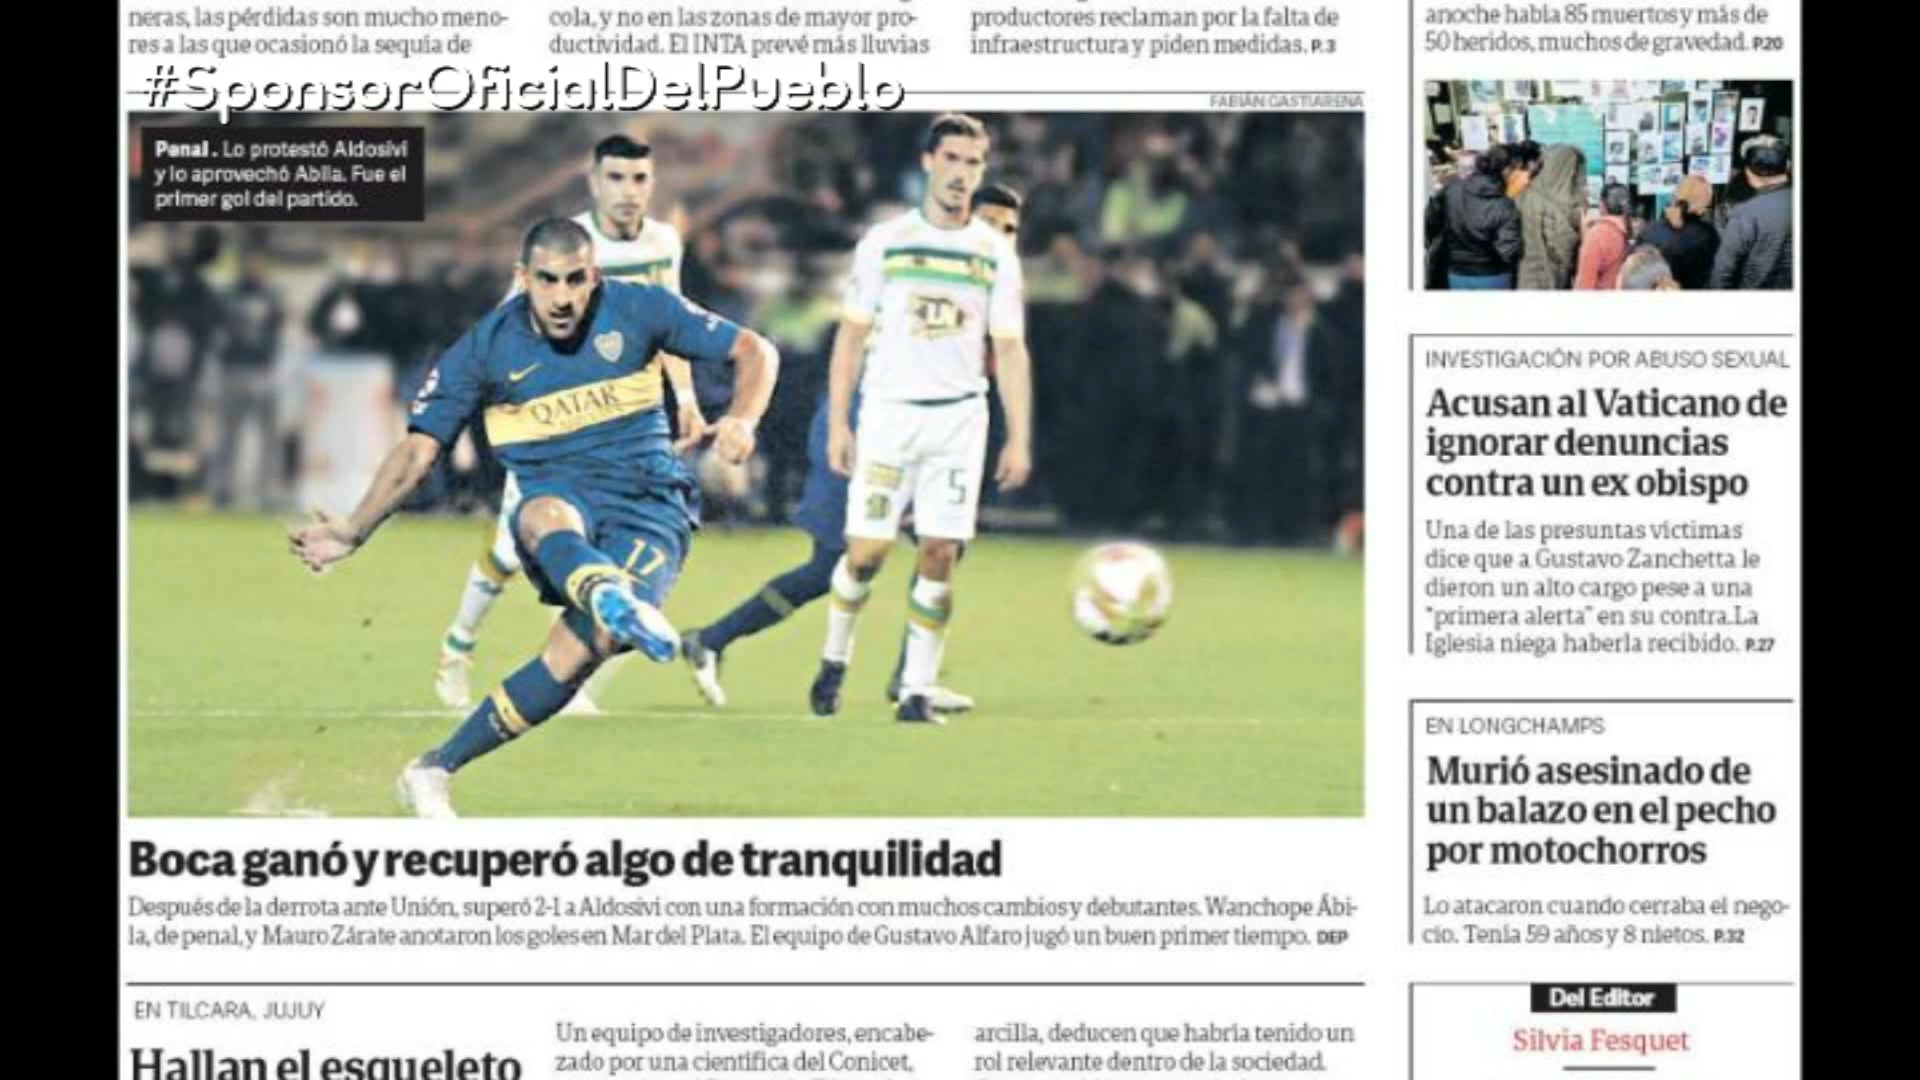 neras, las pérdidas son mucho meno-
res a las que ocasionó la sequía de
cola, y no en las zonas de mayor pro-
ductividad. El INTA prevé más lluvias
productores reclaman por la falta de
infraestructura y piden medidas. P.3
anoche había 85 muertos y más de
50 heridos, muchos de gravedad. P.20
#SponsorOficialDelPueblo
FABIÁN GASTIARENA
Penal. Lo protestó Aldosivi
y lo aprovechó Abila. Fue el
primer gol del partido.
QATAR
17
5
Boca ganó y recuperó algo de tranquilidad
Después de la derrota ante Unión, superó 2-1 a Aldosivi con una formación con muchos cambios y debutantes. Wanchope Ábi-
la, de penal, y Mauro Zárate anotaron los goles en Mar del Plata. El equipo de Gustavo Alfaro jugó un buen primer tiempo. DEP
EN TILCARA, JUJUY
Hallan el esqueleto
Un equipo de investigadores, encabe-
zado por una científica del Conicet,
arcilla, deducen que habría tenido un
rol relevante dentro de la sociedad.
INVESTIGACIÓN POR ABUSO SEXUAL
Acusan al Vaticano de
ignorar denuncias
contra un ex obispo
Una de las presuntas víctimas
dice que a Gustavo Zanchetta le
dieron un alto cargo pese a una
"primera alerta" en su contra.La
Iglesia niega haberla recibido. P.27
EN LONGCHAMPS
Murió asesinado de
un balazo en el pecho
por motochorros
Lo atacaron cuando cerraba el nego-
cio. Tenía 59 años y 8 nietos. P.32
Del Editor
Silvia Fesquet